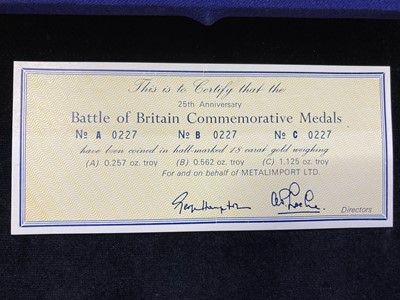 This is to Certify that the
25th Anniversary
Battle of Britain Commemorative Medals
No A 0227 No B 0227 No C 0227
have been coined in hall-marked 18 carat gold weighing
(A) 0.257 oz. troy (B) 0.562 oz. troy (C) 1.125 oz. troy
For and on behalf of METALIMPORT LTD.
Directors